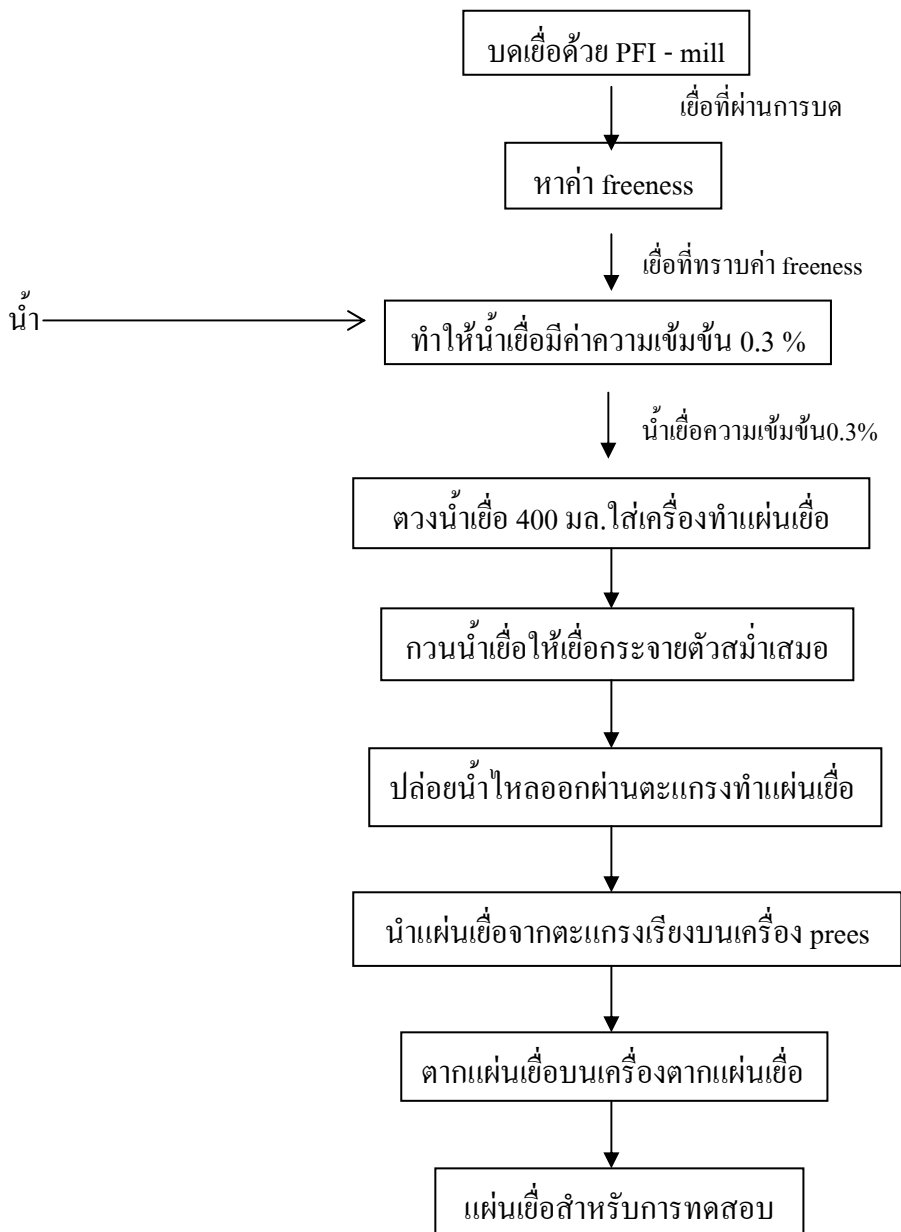 บดเยื่อด้วย PFI - mill
เยื่อที่ผ่านการบด
หาค่า freeness
เยื่อที่ทราบค่า freeness
น้ำ
ทำให้น้ำเยื่อมีค่าความเข้มข้น 0.3 %
น้ำเยื่อความเข้มข้น0.3%
ตวงน้ำเยื่อ 400 มล.ใส่เครื่องทำแผ่นเยื่อ
กวนน้ำเยื่อให้เยื่อกระจายตัวสม่ำเสมอ
ปล่อยน้ำไหลออกผ่านตะแกรงทำแผ่นเยื่อ
นำแผ่นเยื่อจากตะแกรงเรียงบนเครื่อง prees
ตากแผ่นเยื่อบนเครื่องตากแผ่นเยื่อ
แผ่นเยื่อสำหรับการทดสอบ